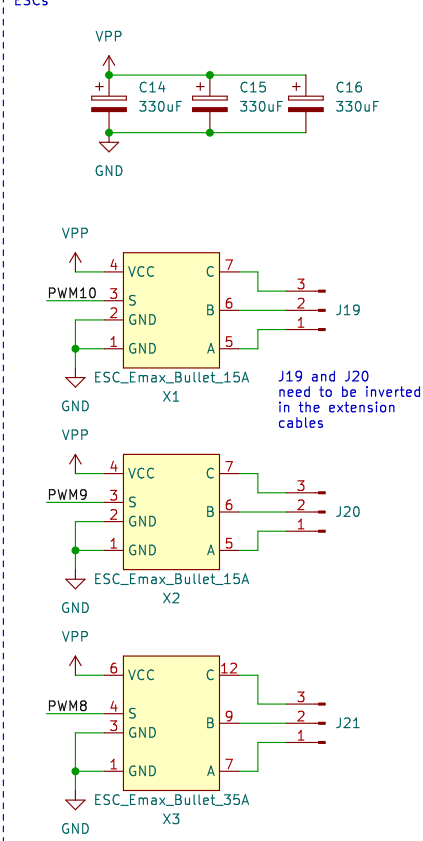 ESCs
VPP
C14
330uF
C15
330uF
C16
330uF
GND
VPP
4 VCC C 7
3
PWM10 3 S
2 GND B 6 2 J19
1
1 GND A 5
ESC_Emax_Bullet_15A
X1
GND
J19 and J20
need to be inverted
in the extension
cables
VPP
4 VCC C 7
3
PWM9 3 S
2 GND B 6 2 J20
1
1 GND A 5
ESC_Emax_Bullet_15A
X2
GND
VPP
6 VCC C 12
3
PWM8 4 S
3 GND B 9 2 J21
1
1 GND A 7
ESC_Emax_Bullet_35A
X3
GND